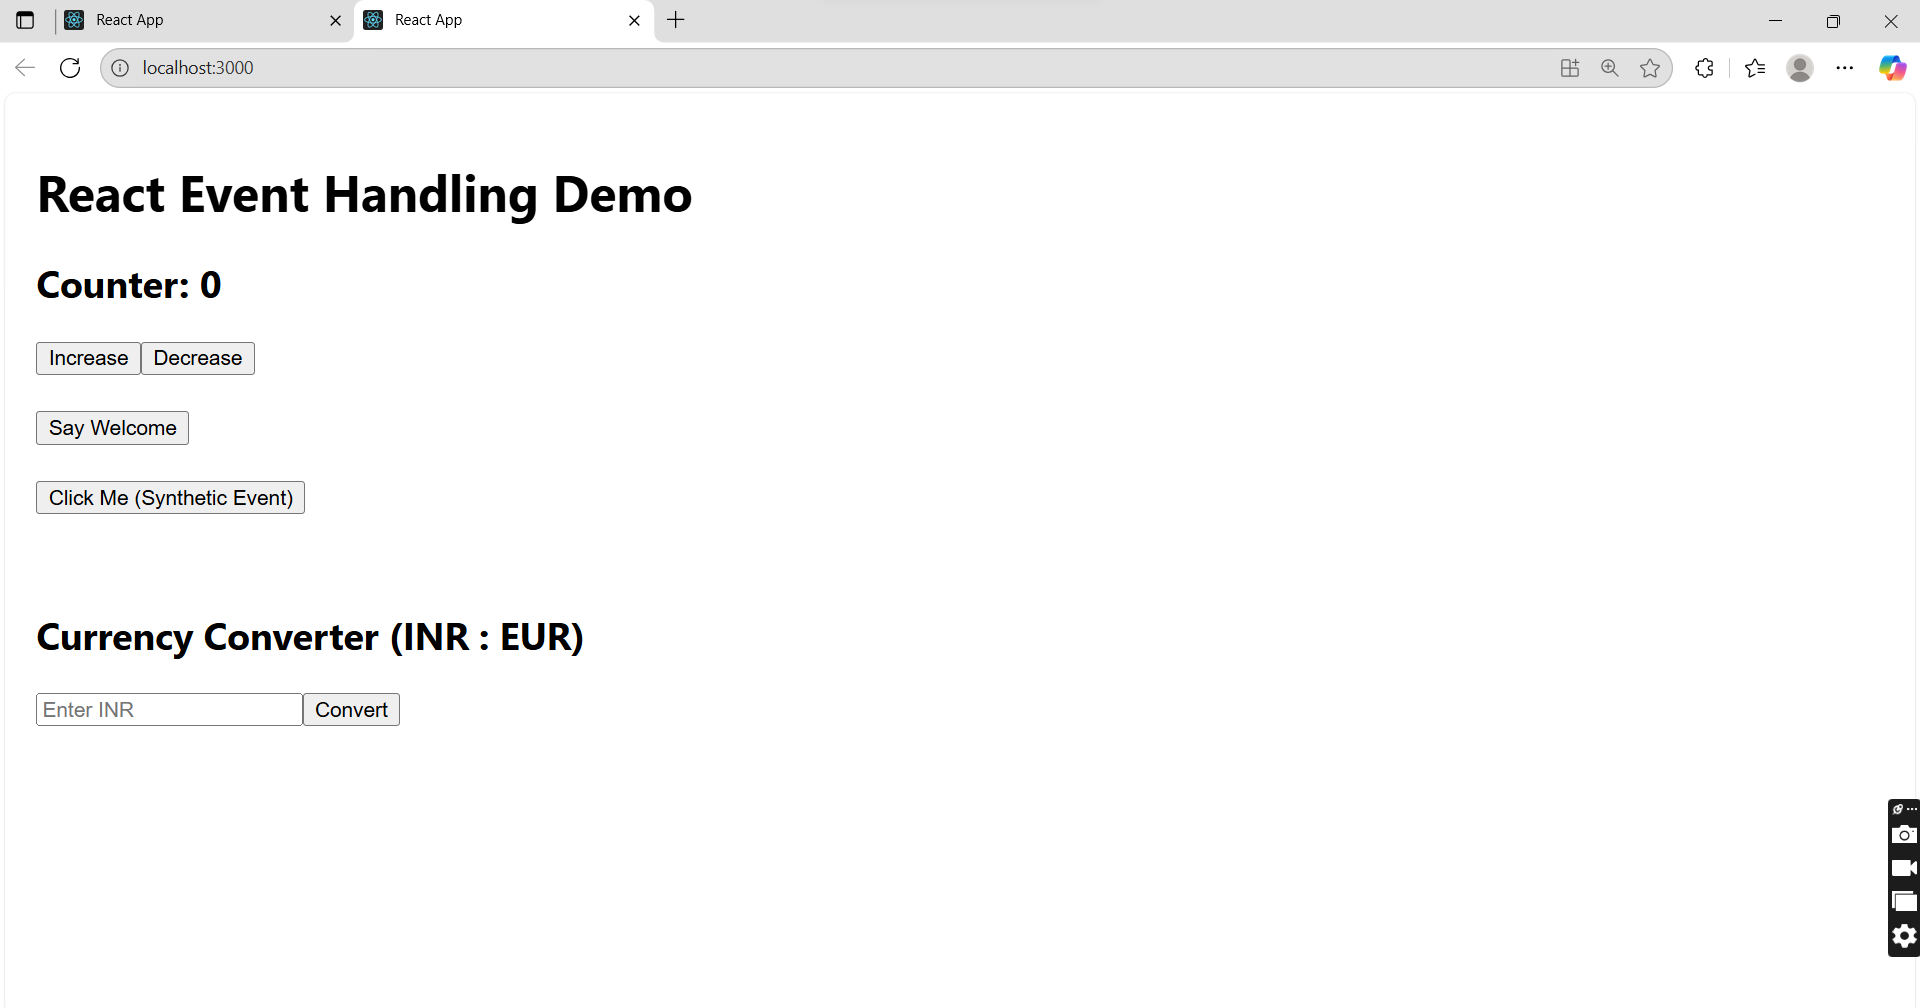 React App
React App
localhost:3000
React Event Handling Demo
Counter: 0
Increase Decrease
Say Welcome
Click Me (Synthetic Event)
Currency Converter (INR : EUR)
Enter INR Convert